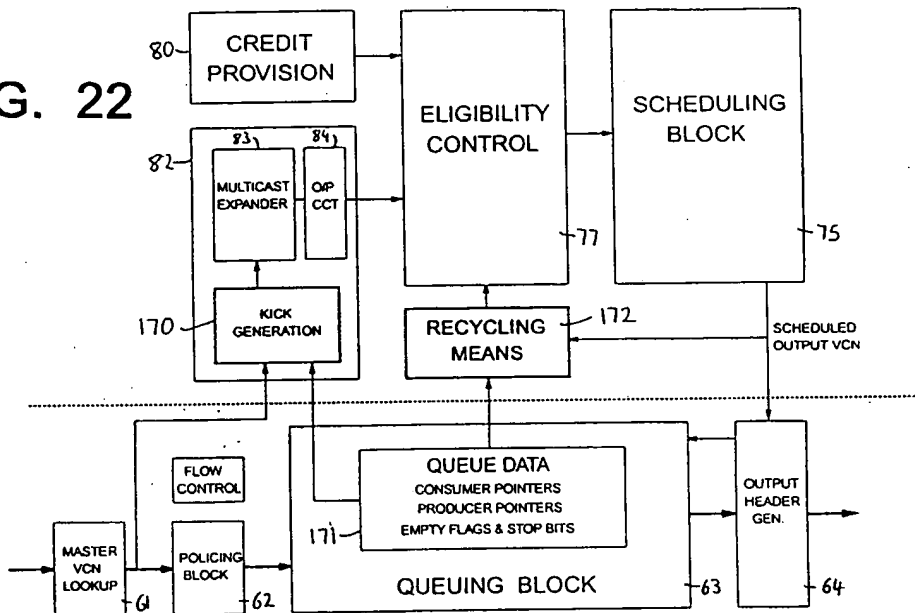 G. 22
80
CREDIT
PROVISION
ELIGIBILITY
CONTROL
77
SCHEDULING
BLOCK
75
82
83
84
MULTICAST
EXPANDER
O/P
CCT
170
KICK
GENERATION
RECYCLING
MEANS
172
SCHEDULED
OUTPUT VCN
FLOW
CONTROL
MASTER
VCN
LOOKUP
61
POLICING
BLOCK
62
QUEUE DATA
CONSUMER POINTERS
PRODUCER POINTERS
EMPTY FLAGS & STOP BITS
171
QUEUING BLOCK
63
OUTPUT
HEADER
GEN.
64